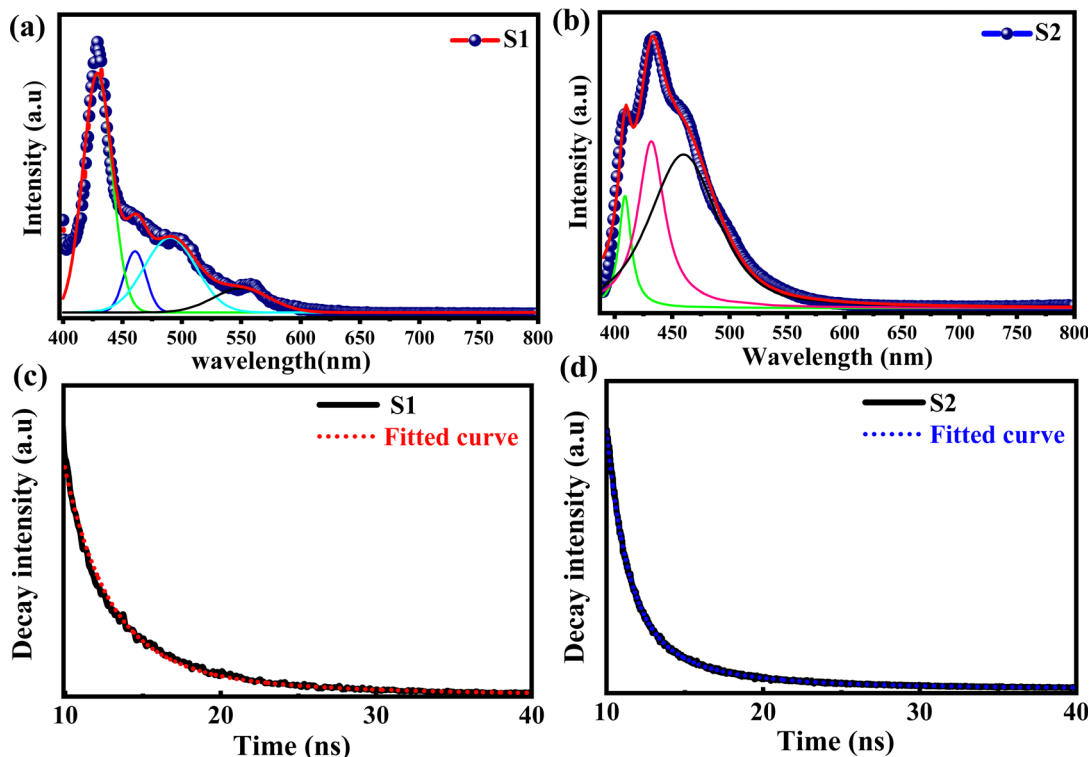 (a)
S1
Intensity (a.u)
400 450 500 550 600 650 700 750 800
wavelength(nm)
(b)
S2
Intensity (a.u)
400 450 500 550 600 650 700 750 800
Wavelength (nm)
(c)
S1
Fitted curve
Decay intensity (a.u)
10 20 30 40
Time (ns)
(d)
S2
Fitted curve
Decay intensity (a.u)
10 20 30 40
Time (ns)